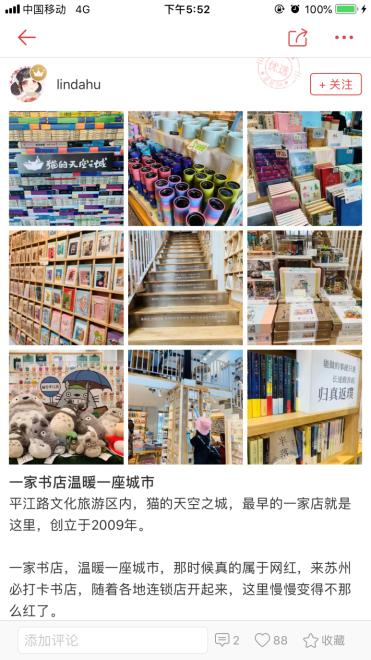 中国移动 4G 下午5:52 100%
优选
lindahu
+ 关注
猫的天空之城
归真返璞
一家书店温暖一座城市
平江路文化旅游区内，猫的天空之城，最早的一家店就是
这里，创立于2009年。
一家书店，温暖一座城市，那时候真的属于网红，来苏州
必打卡书店，随着各地连锁店开起来，这里慢慢变得不那
么红了。
添加评论 2 88 收藏